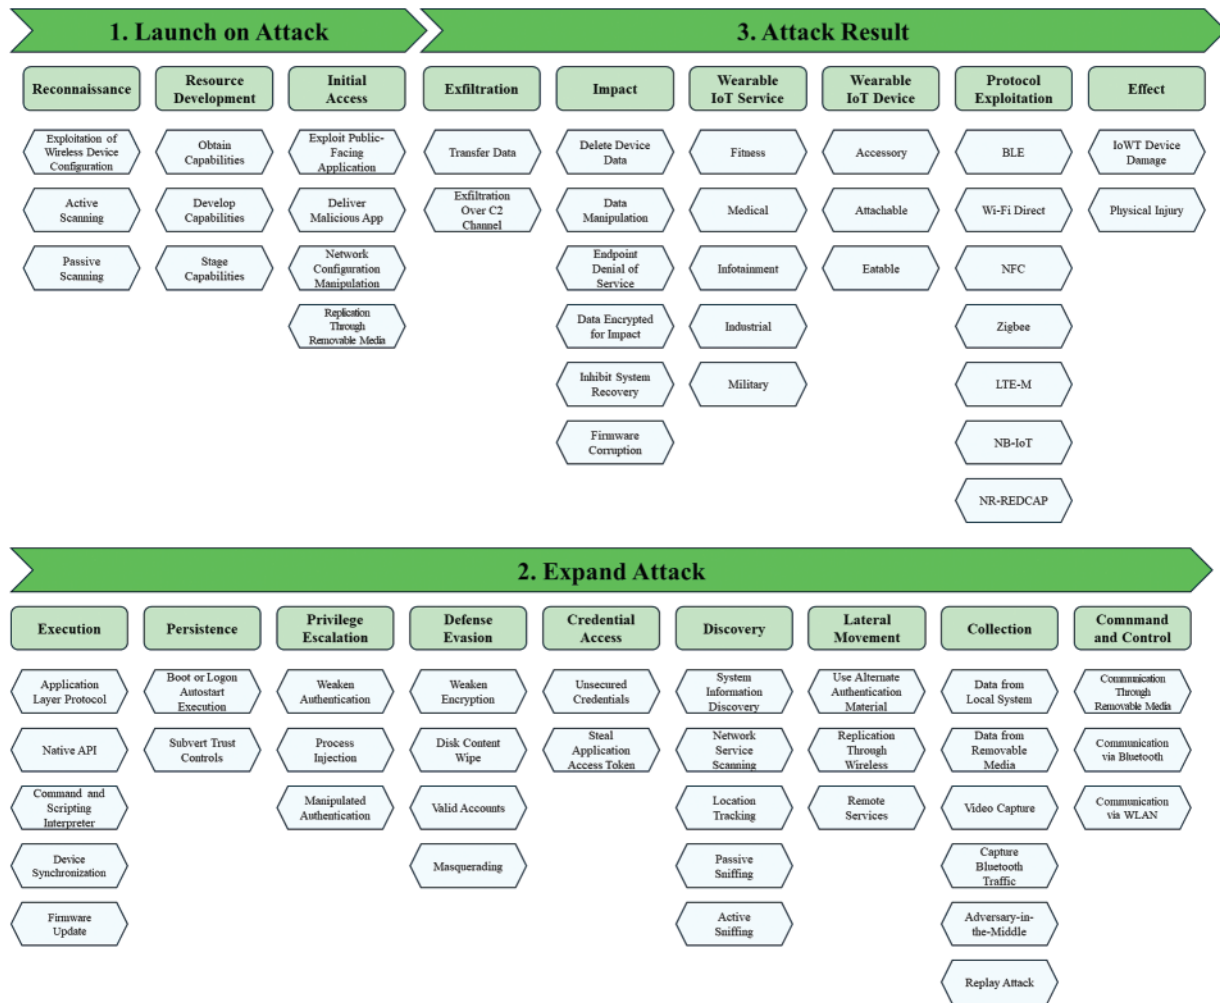 1. Launch on Attack
3. Attack Result
Reconnaissance
Resource
Development
Initial
Access
Exfiltration
Impact
Wearable
IoT Service
Wearable
IoT Device
Protocol
Exploitation
Effect
Exploitation of
Wireless Device
Configuration
Obtain
Capabilities
Exploit Public-
Facing
Application
Transfer Data
Delete Device
Data
Fitness
Accessory
BLE
IoWT Device
Damage
Active
Scanning
Develop
Capabilities
Deliver
Malicious App
Exfiltration
Over C2
Channel
Data
Manipulation
Medical
Attachable
Wi-Fi Direct
Physical Injury
Passive
Scanning
Stage
Capabilities
Network
Configuration
Manipulation
Endpoint
Denial of
Service
Infotainment
Eatable
NFC
Replication
Through
Removable Media
Data Encrypted
for Impact
Industrial
Zigbee
Inhibit System
Recovery
Military
LTE-M
Firmware
Corruption
NB-IoT
NR-REDCAP
2. Expand Attack
Execution
Persistence
Privilege
Escalation
Defense
Evasion
Credential
Access
Discovery
Lateral
Movement
Collection
Comnmand
and Control
Application
Layer Protocol
Boot or Logon
Autostart
Execution
Weaken
Authentication
Weaken
Encryption
Unsecured
Credentials
System
Information
Discovery
Use Alternate
Authentication
Material
Data from
Local System
Communication
Through
Removable Media
Native API
Subvert Trust
Controls
Process
Injection
Disk Content
Wipe
Steal
Application
Access Token
Network
Service
Scanning
Replication
Through
Wireless
Data from
Removable
Media
Communication
via Bluetooth
Command and
Scripting
Interpreter
Manipulated
Authentication
Valid Accounts
Location
Tracking
Remote
Services
Video Capture
Communication
via WLAN
Device
Synchronization
Masquerading
Passive
Sniffing
Capture
Bluetooth
Traffic
Firmware
Update
Active
Sniffing
Adversary-in-
the-Middle
Replay Attack